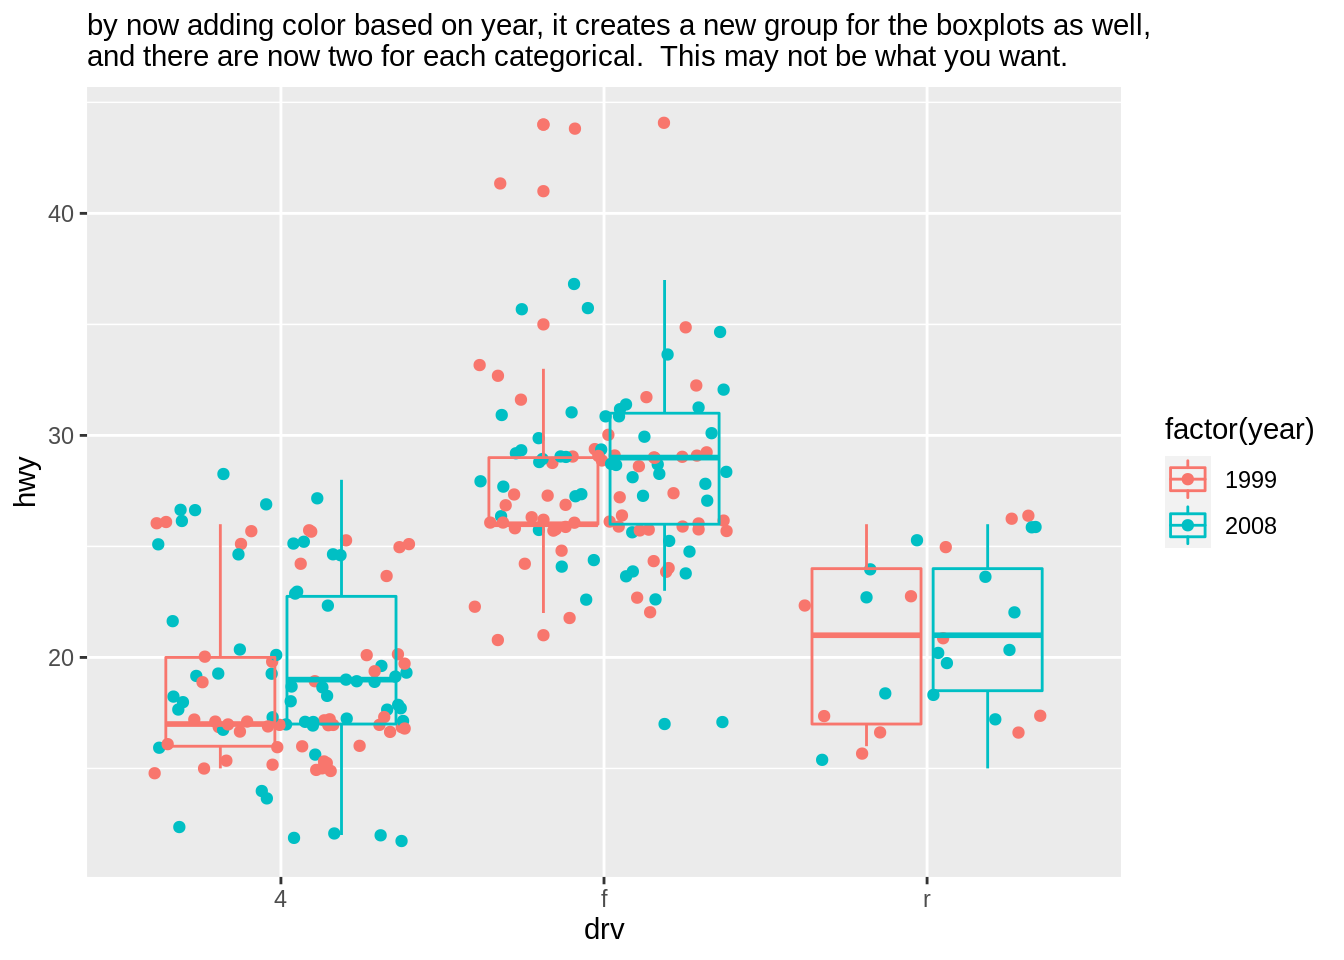 by now adding color based on year, it creates a new group for the boxplots as well,
and there are now two for each categorical.  This may not be what you want.
40
30
20
hwy
4
f
r
drv
factor(year)
1999
2008